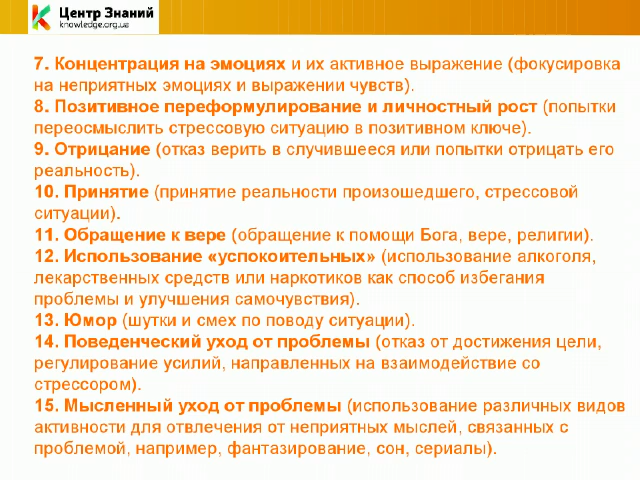 Центр Знаний
knowledge.org.ua
7. Концентрация на эмоциях и их активное выражение (фокусировка
на неприятных эмоциях и выражении чувств).
8. Позитивное переформулирование и личностный рост (попытки
переосмыслить стрессовую ситуацию в позитивном ключе).
9. Отрицание (отказ верить в случившееся или попытки отрицать его
реальность).
10. Принятие (принятие реальности произошедшего, стрессовой
ситуации).
11. Обращение к вере (обращение к помощи Бога, вере, религии).
12. Использование «успокоительных» (использование алкоголя,
лекарственных средств или наркотиков как способ избегания
проблемы и улучшения самочувствия).
13. Юмор (шутки и смех по поводу ситуации).
14. Поведенческий уход от проблемы (отказ от достижения цели,
регулирование усилий, направленных на взаимодействие со
стрессором).
15. Мысленный уход от проблемы (использование различных видов
активности для отвлечения от неприятных мыслей, связанных с
проблемой, например, фантазирование, сон, сериалы).